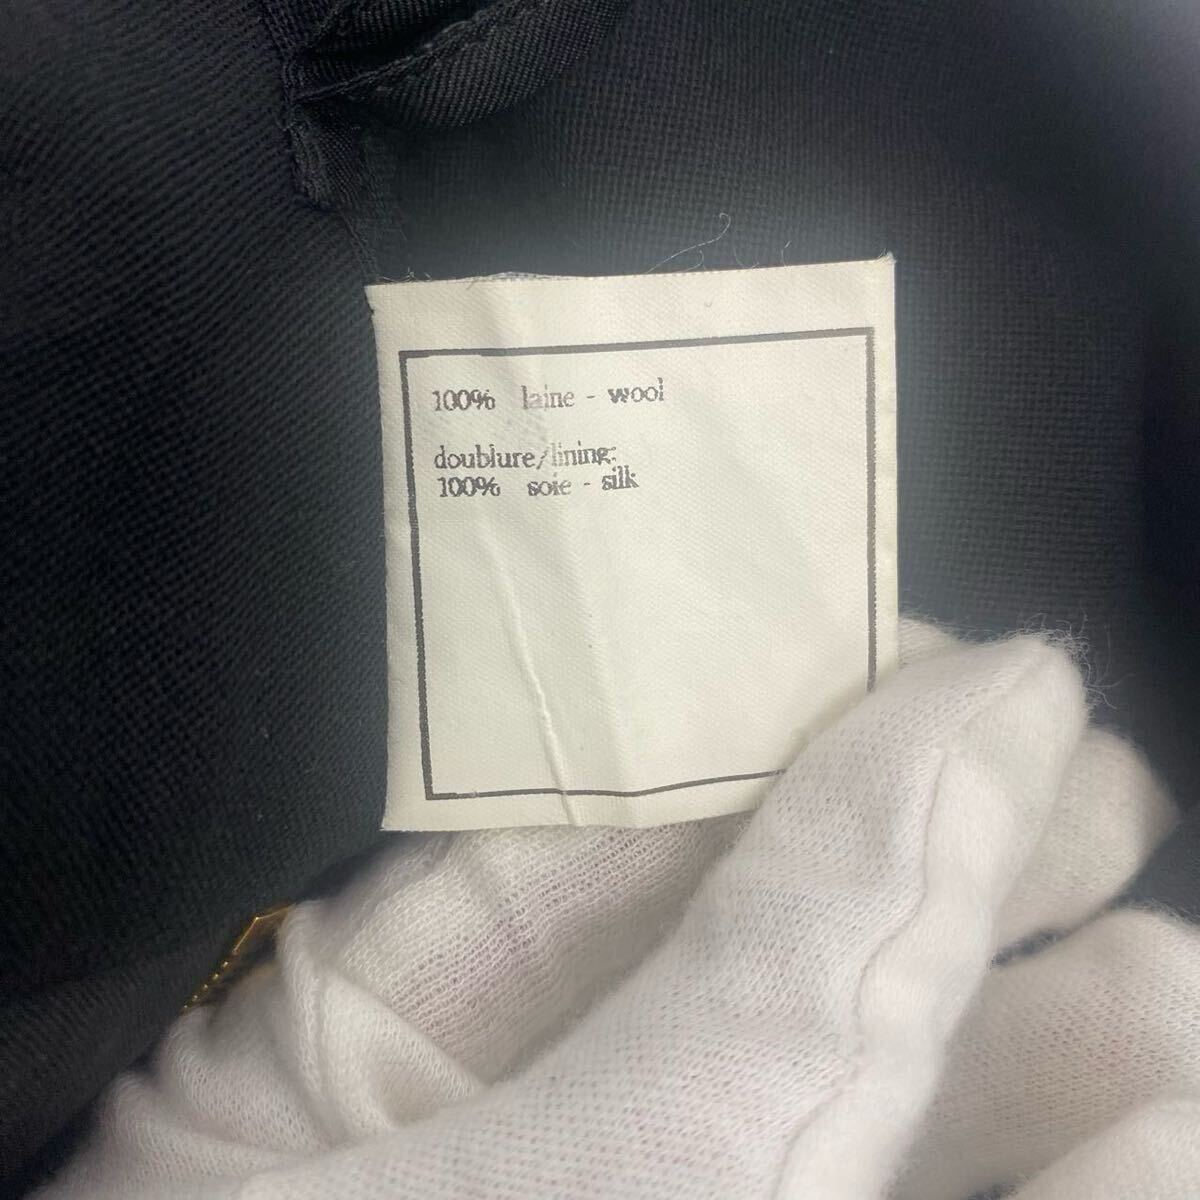 100% laine - wool
doublure/lining:
100% soie - silk